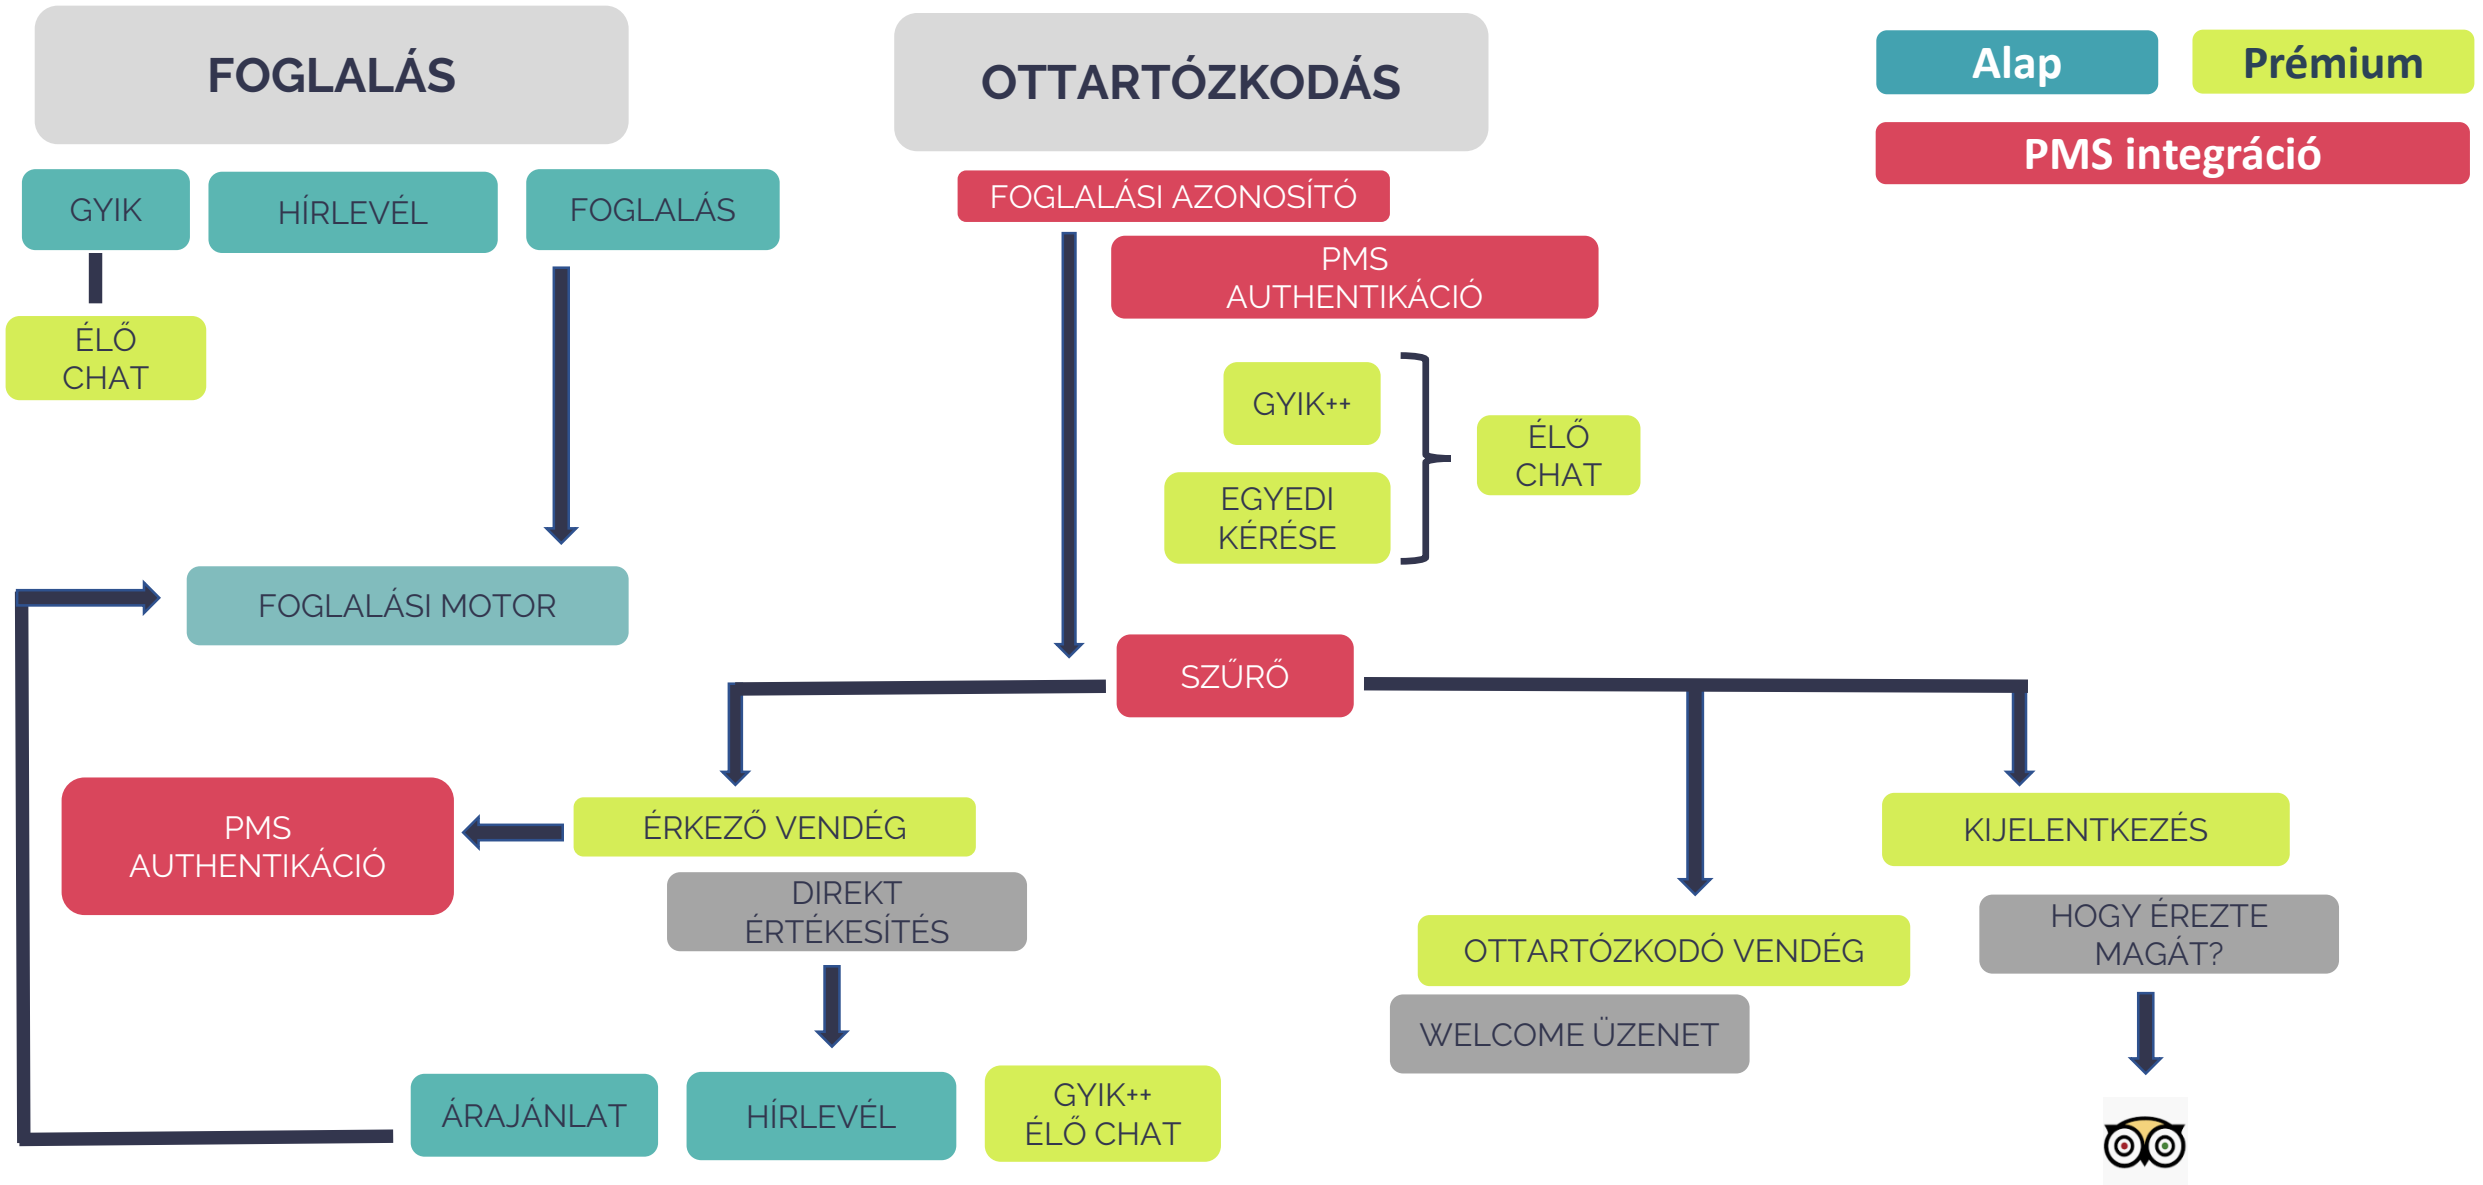 FOGLALÁS
OTTARTÓZKODÁS
Alap
Prémium
PMS integráció
GYIK
HÍRLEVÉL
FOGLALÁS
ÉLŐ
CHAT
FOGLALÁSI MOTOR
FOGLALÁSI AZONOSÍTÓ
PMS
AUTHENTIKÁCIÓ
GYIK++
EGYEDI
KÉRÉSE
ÉLŐ
CHAT
SZŰRŐ
PMS
AUTHENTIKÁCIÓ
ÉRKEZŐ VENDÉG
DIREKT
ÉRTÉKESÍTÉS
ÁRAJÁNLAT
HÍRLEVÉL
GYIK++
ÉLŐ CHAT
OTTARTÓZKODÓ VENDÉG
WELCOME ÜZENET
KIJELENTKEZÉS
HOGY ÉREZTE
MAGÁT?